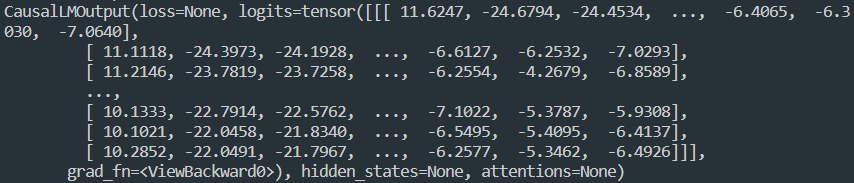 CausalLMOutput(loss=None, logits=tensor([[[ 11.6247, -24.6794, -24.4534,  ...,  -6.4065,  -6.3
030,  -7.0640],
         [ 11.1118, -24.3973, -24.1928,  ...,  -6.6127,  -6.2532,  -7.0293],
         [ 11.2146, -23.7819, -23.7258,  ...,  -6.2554,  -4.2679,  -6.8589],
         ...,
         [ 10.1333, -22.7914, -22.5762,  ...,  -7.1022,  -5.3787,  -5.9308],
         [ 10.1021, -22.0458, -21.8340,  ...,  -6.5495,  -5.4095,  -6.4137],
         [ 10.2852, -22.0491, -21.7967,  ...,  -6.2577,  -5.3462,  -6.4926]]],
       grad_fn=<ViewBackward0>), hidden_states=None, attentions=None)